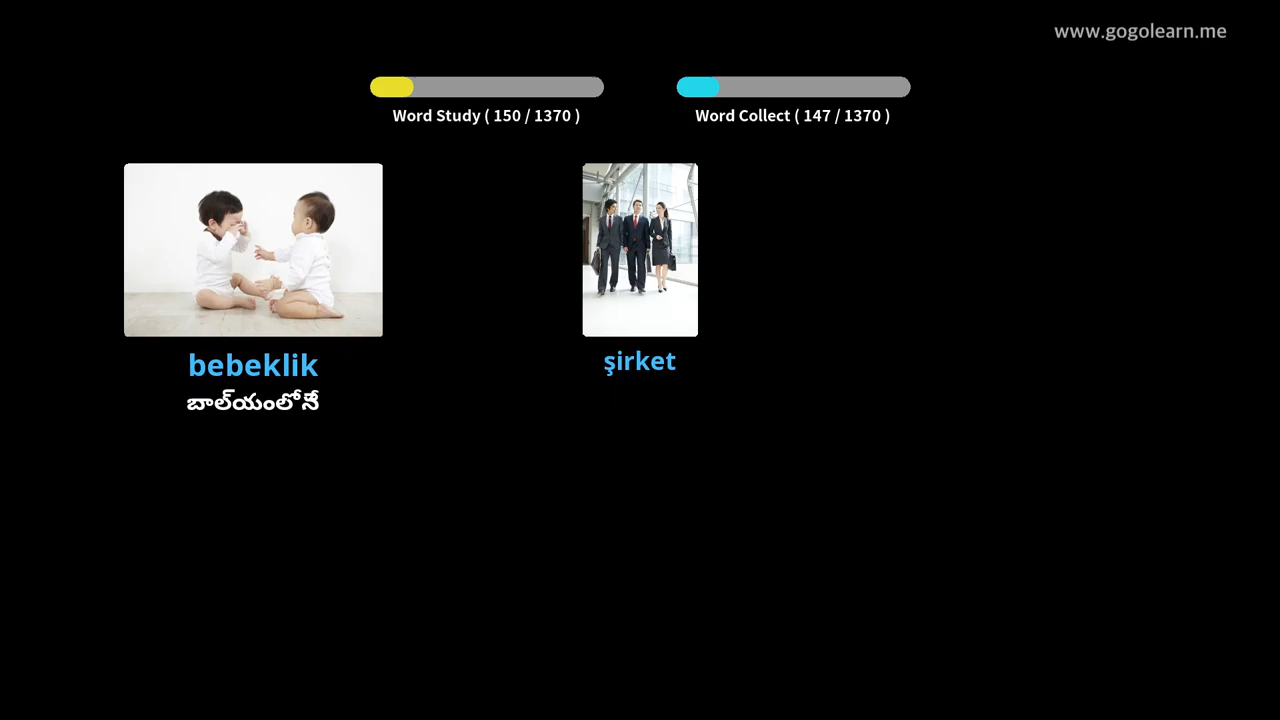 www.gogolearn.me
Word Study ( 150 / 1370 )
Word Collect ( 147 / 1370 )
bebeklik
బాల్‌యంలోనే
şirket